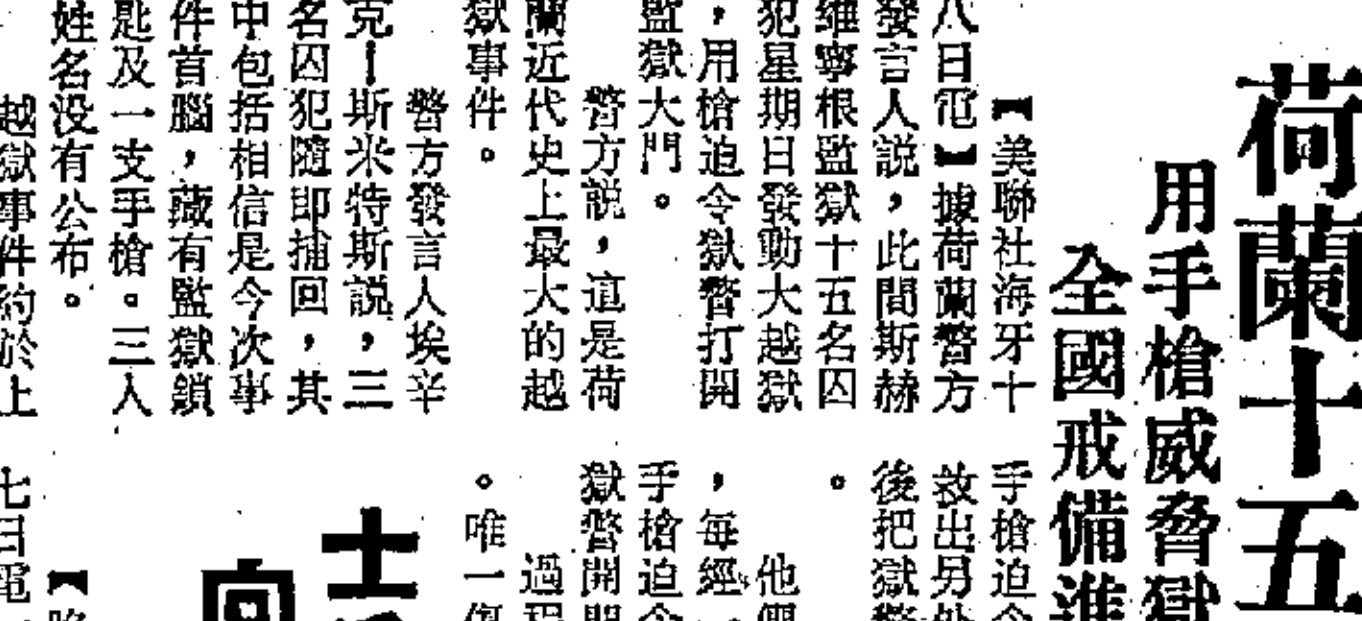 荷蘭十五
用手槍威脅獄
全國戒備進
【美聯社海牙十
八日電】據荷蘭警方
發言人説，此間斯赫
維寧根監獄十五名囚
犯星期日發動大越獄
，用槍迫令獄警打開
監獄大門。
警方説，這是荷
蘭近代史上最大的越
獄事件。
警方發言人埃辛
克－斯米特斯説，三
名囚犯隨即捕回，其
中包括相信是今次事
件首腦，藏有監獄鎖
匙及一支手槍。三人
姓名没有公布。
越獄事件約於上
手槍迫令
放出另外
後把獄警
。
他們
，每經
手槍迫令
獄警開門
過程
。唯一傷
士
七日電